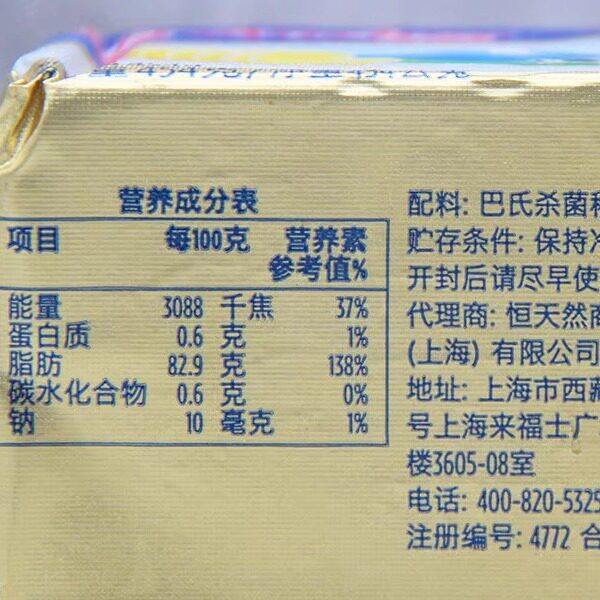 营养成分表
项目 每100克 营养素参考值%
能量 3088 千焦 37%
蛋白质 0.6 克 1%
脂肪 82.9 克 138%
碳水化合物 0.6 克 0%
钠 10 毫克 1%
配料: 巴氏杀菌
贮存条件: 保持
开封后请尽早使
代理商: 恒天然商
(上海) 有限公司
地址: 上海市西藏
号上海来福士广
楼3605-08室
电话: 400-820-5325
注册编号: 4772 合